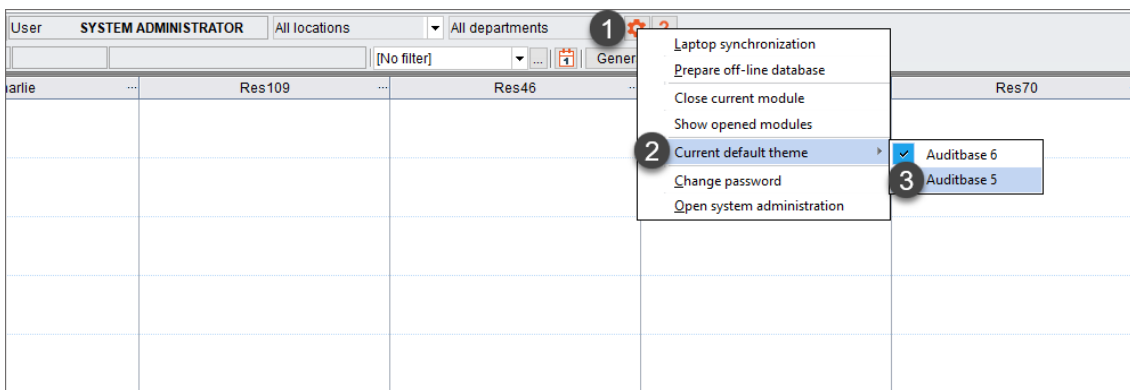 User SYSTEM ADMINISTRATOR All locations All departments 1 ?
[No filter] ... 1 Gener
arlie ... Res109 ... Res46 ... Res70
Laptop synchronization
Prepare off-line database
Close current module
Show opened modules
2 Current default theme
Auditbase 6
3 Auditbase 5
Change password
Open system administration